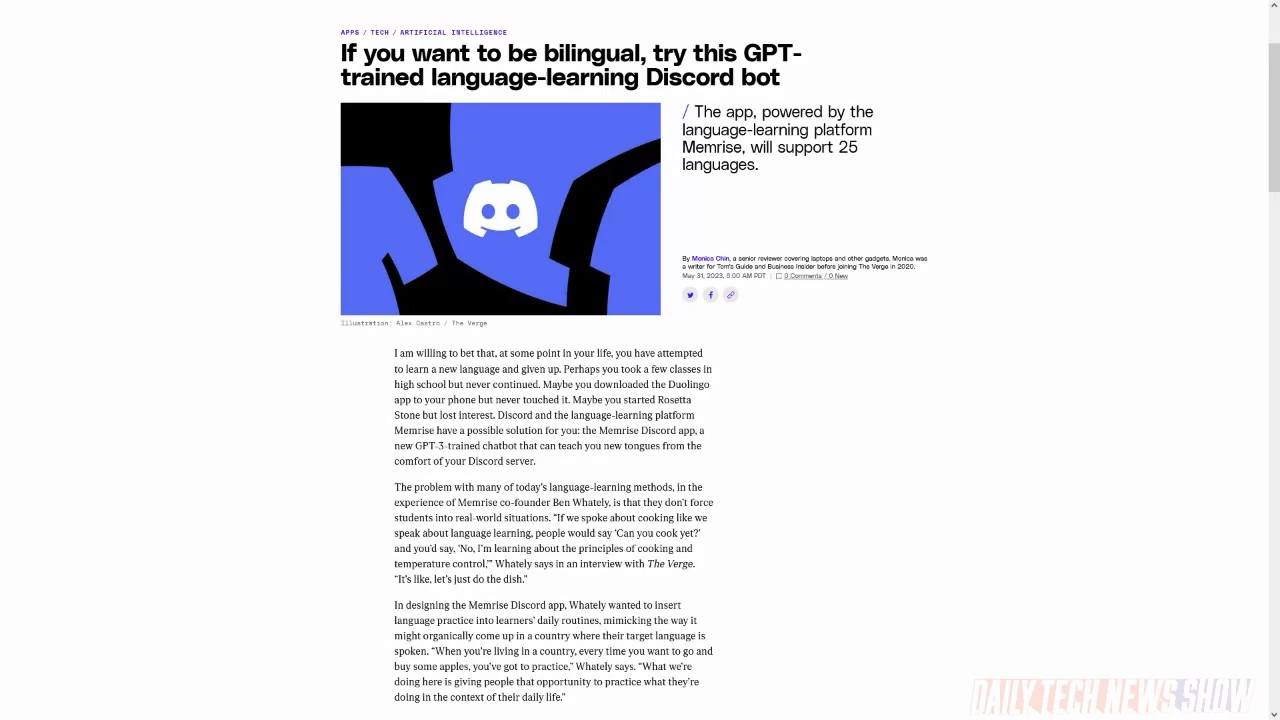 APPS / TECH / ARTIFICIAL INTELLIGENCE
If you want to be bilingual, try this GPT-
trained language-learning Discord bot
/ The app, powered by the
language-learning platform
Memrise, will support 25
languages.
By Monica Chin, a senior reviewer covering laptops and other gadgets. Monica was
a writer for Tom's Guide and Business Insider before joining The Verge in 2020.
May 31, 2023, 6:00 AM PDT | 0 Comments / 0 New
Illustration: Alex Castro / The Verge
I am willing to bet that, at some point in your life, you have attempted
to learn a new language and given up. Perhaps you took a few classes in
high school but never continued. Maybe you downloaded the Duolingo
app to your phone but never touched it. Maybe you started Rosetta
Stone but lost interest. Discord and the language-learning platform
Memrise have a possible solution for you: the Memrise Discord app, a
new GPT-3-trained chatbot that can teach you new tongues from the
comfort of your Discord server.
The problem with many of today's language-learning methods, in the
experience of Memrise co-founder Ben Whately, is that they don't force
students into real-world situations. “If we spoke about cooking like we
speak about language learning, people would say ‘Can you cook yet?’
and you'd say, ‘No, I'm learning about the principles of cooking and
temperature control,’” Whately says in an interview with The Verge.
“It's like, let's just do the dish.”
In designing the Memrise Discord app, Whately wanted to insert
language practice into learners' daily routines, mimicking the way it
might organically come up in a country where their target language is
spoken. “When you're living in a country, every time you want to go and
buy some apples, you've got to practice,” Whately says. “What we're
doing here is giving people that opportunity to practice what they're
doing in the context of their daily life.”
DAILY TECH NEWS SHOW